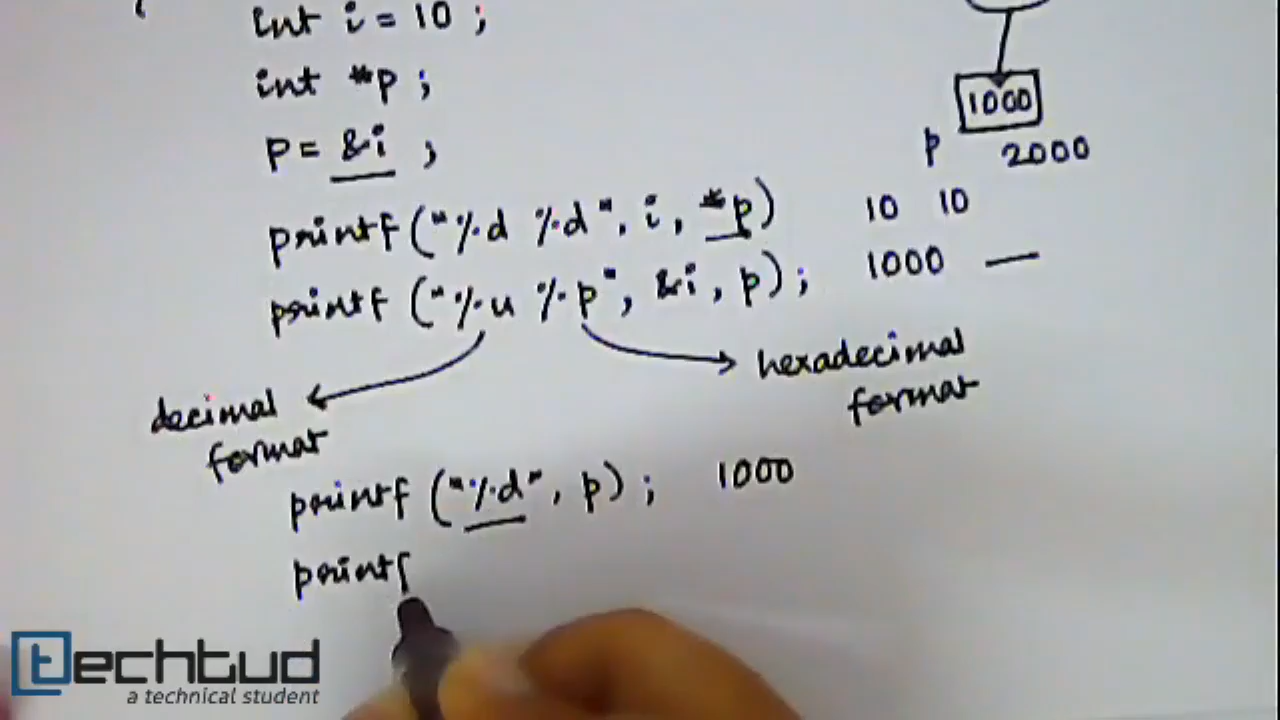 int i = 10 ;
int *p ;
1000
p = &i ;
p 2000
printf ("%d %d", i, *p) 10 10
printf ("%u %p", &i, p) ; 1000 —
decimal format
hexadecimal format
printf ("%d", p) ; 1000
printf
techtud
a technical student